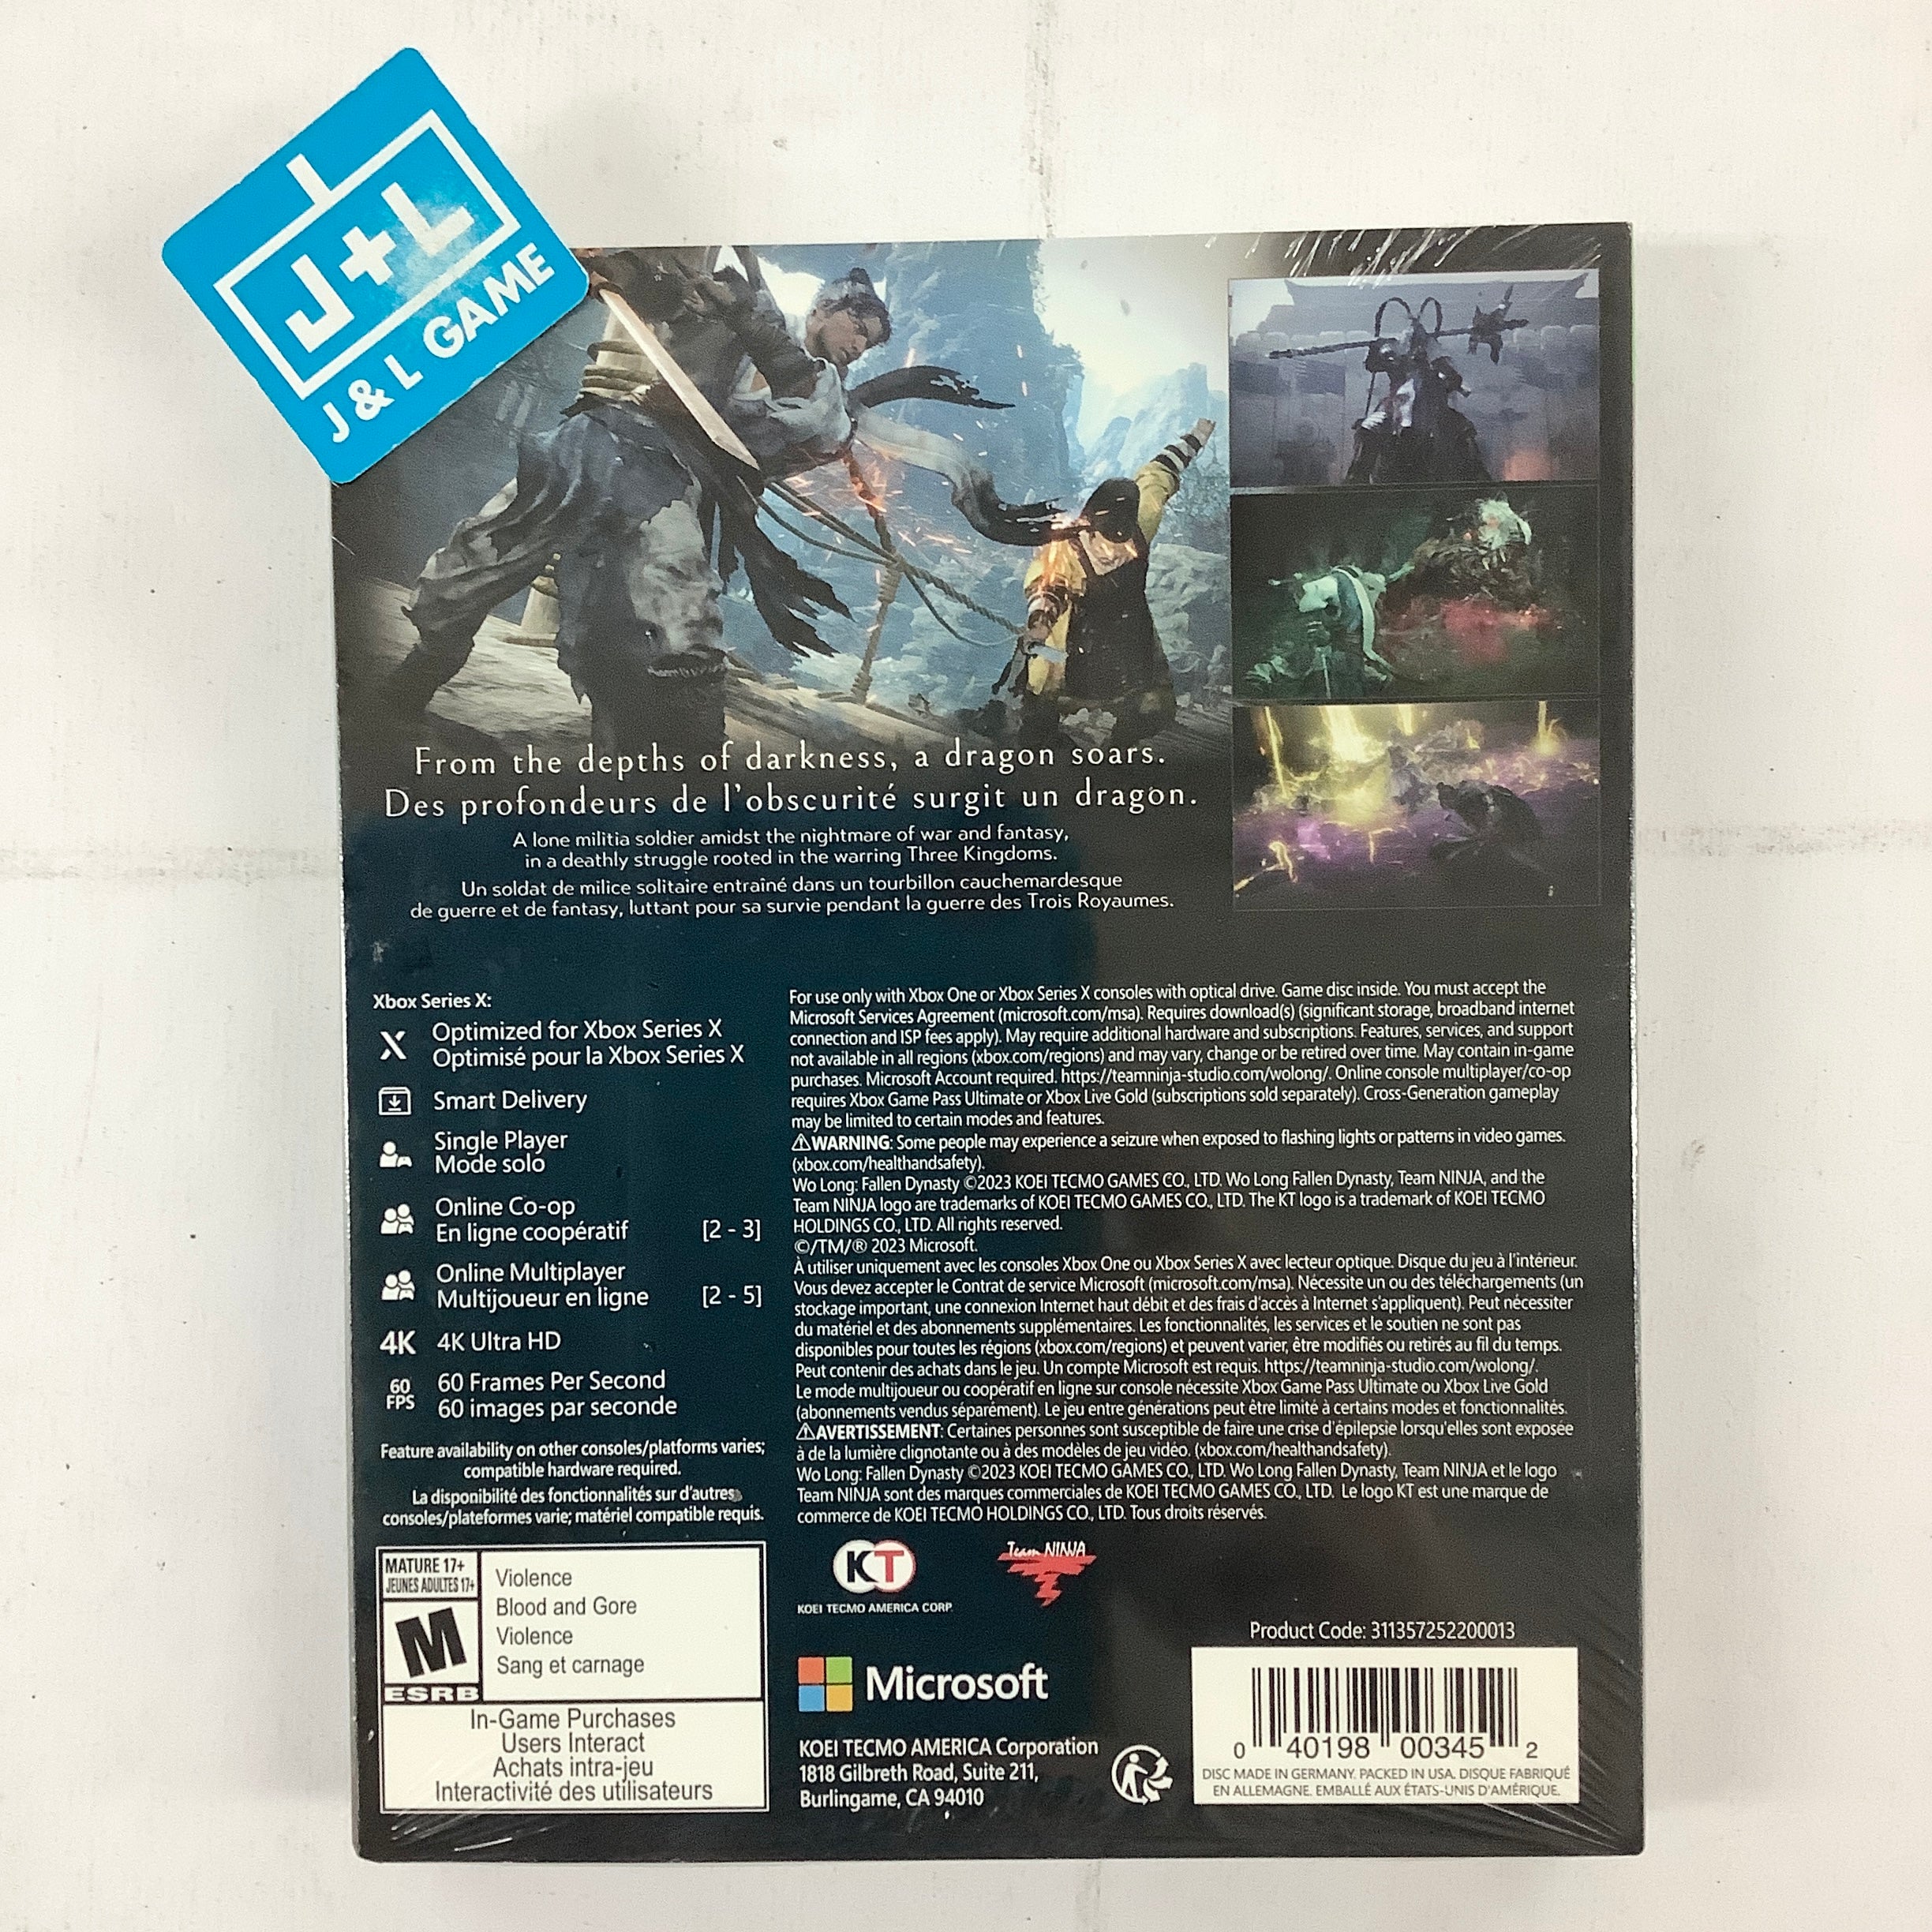 J+L
J & L GAME
From the depths of darkness, a dragon soars.
Des profondeurs de l'obscurité surgit un dragon.
A lone militia soldier amidst the nightmare of war and fantasy,
in a deathly struggle rooted in the warring Three Kingdoms.
Un soldat de milice solitaire entraîné dans un tourbillon cauchemardesque
de guerre et de fantasy, luttant pour sa survie pendant la guerre des Trois Royaumes.
Xbox Series X:
X Optimized for Xbox Series X
Optimisé pour la Xbox Series X
Smart Delivery
Single Player
Mode solo
Online Co-op
En ligne coopératif [2 - 3]
Online Multiplayer
Multijoueur en ligne [2 - 5]
4K 4K Ultra HD
60 FPS
60 Frames Per Second
60 images par seconde
Feature availability on other consoles/platforms varies;
compatible hardware required.
La disponibilité des fonctionnalités sur d'autres
consoles/plateformes varie; matériel compatible requis.
For use only with Xbox One or Xbox Series X consoles with optical drive. Game disc inside. You must accept the
Microsoft Services Agreement (microsoft.com/msa). Requires download(s) (significant storage, broadband internet
connection and ISP fees apply). May require additional hardware and subscriptions. Features, services, and support
not available in all regions (xbox.com/regions) and may vary, change or be retired over time. May contain in-game
purchases. Microsoft Account required. https://teamninja-studio.com/wolong/. Online console multiplayer/co-op
requires Xbox Game Pass Ultimate or Xbox Live Gold (subscriptions sold separately). Cross-Generation gameplay
may be limited to certain modes and features.
⚠WARNING: Some people may experience a seizure when exposed to flashing lights or patterns in video games.
(xbox.com/healthandsafety).
Wo Long: Fallen Dynasty ©2023 KOEI TECMO GAMES CO., LTD. Wo Long Fallen Dynasty, Team NINJA, and the
Team NINJA logo are trademarks of KOEI TECMO GAMES CO., LTD. The KT logo is a trademark of KOEI TECMO
HOLDINGS CO., LTD. All rights reserved.
©/TM/® 2023 Microsoft.
À utiliser uniquement avec les consoles Xbox One ou Xbox Series X avec lecteur optique. Disque du jeu à l'intérieur.
Vous devez accepter le Contrat de service Microsoft (microsoft.com/msa). Nécessite un ou des téléchargements (un
stockage important, une connexion Internet haut débit et des frais d'accès à Internet s'appliquent). Peut nécessiter
du matériel et des abonnements supplémentaires. Les fonctionnalités, les services et le soutien ne sont pas
disponibles pour toutes les régions (xbox.com/regions) et peuvent varier, être modifiés ou retirés au fil du temps.
Peut contenir des achats dans le jeu. Un compte Microsoft est requis. https://teamninja-studio.com/wolong/.
Le mode multijoueur ou coopératif en ligne sur console nécessite Xbox Game Pass Ultimate ou Xbox Live Gold
(abonnements vendus séparément). Le jeu entre générations peut être limité à certains modes et fonctionnalités.
⚠AVERTISSEMENT: Certaines personnes sont susceptible de faire une crise d'épilepsie lorsqu'elles sont exposée
à de la lumière clignotante ou à des modèles de jeu vidéo. (xbox.com/healthandsafety).
Wo Long: Fallen Dynasty ©2023 KOEI TECMO GAMES CO., LTD. Wo Long Fallen Dynasty, Team NINJA et le logo
Team NINJA sont des marques commerciales de KOEI TECMO GAMES CO., LTD. Le logo KT est une marque de
commerce de KOEI TECMO HOLDINGS CO., LTD. Tous droits réservés.
MATURE 17+
JEUNES ADULTES 17+
M
ESRB
Violence
Blood and Gore
Violence
Sang et carnage
In-Game Purchases
Users Interact
Achats intra-jeu
Interactivité des utilisateurs
KT
KOEI TECMO AMERICA CORP.
Team NINJA
Microsoft
KOEI TECMO AMERICA Corporation
1818 Gilbreth Road, Suite 211,
Burlingame, CA 94010
Product Code: 311357252200013
0 40198 00345 2
DISC MADE IN GERMANY. PACKED IN USA. DISQUE FABRIQUÉ
EN ALLEMAGNE. EMBALLÉ AUX ÉTATS-UNIS D'AMÉRIQUE.